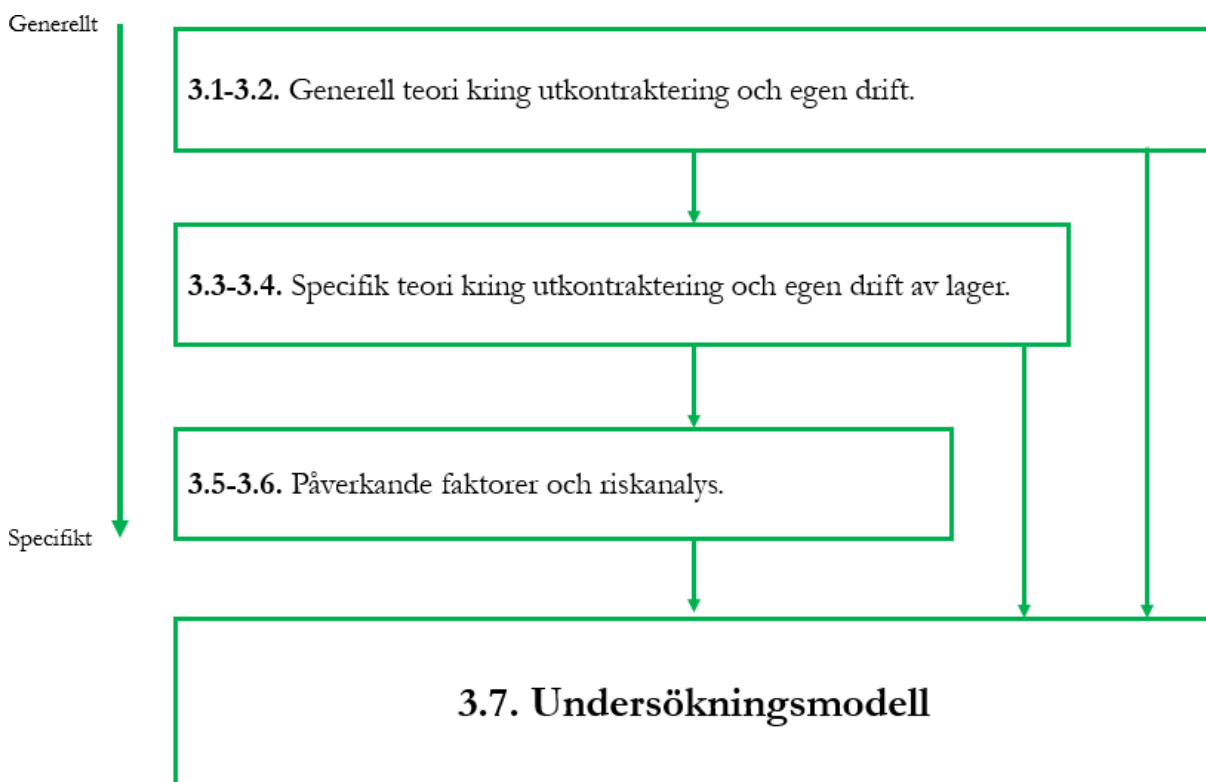 Generellt
3.1-3.2. Generell teori kring utkontraktering och egen drift.
3.3-3.4. Specifik teori kring utkontraktering och egen drift av lager.
3.5-3.6. Påverkande faktorer och riskanalys.
Specifikt
3.7. Undersökningsmodell